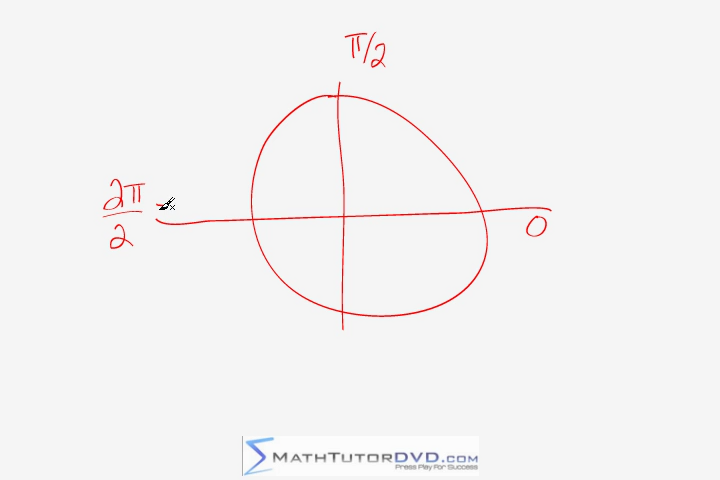 π/2
2π
2
0
MATHTUTORDVD.COM
Press Play For Success